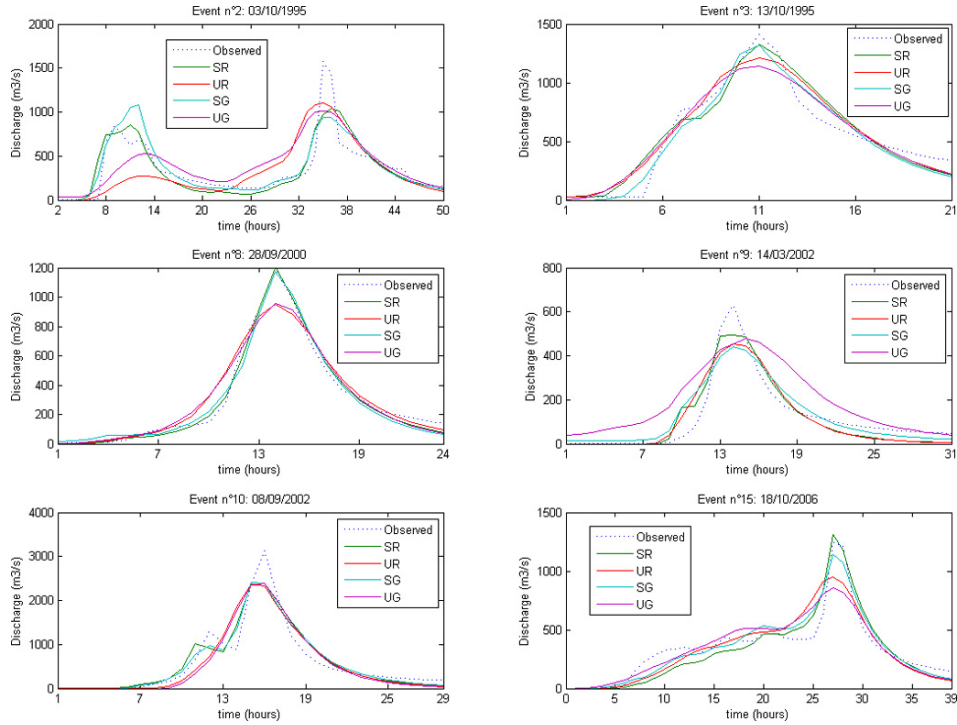 Event n°2: 03/10/1995
Discharge (m3/s)
2000
1500
1000
500
0
2 8 14 20 26 32 38 44 50
time (hours)
Observed
SR
UR
SG
UG
Event n°3: 13/10/1995
Discharge (m3/s)
1500
1000
500
0
1 6 11 16 21
time (hours)
Observed
SR
UR
SG
UG
Event n°8: 28/09/2000
Discharge (m3/s)
1200
1000
800
600
400
200
0
1 7 13 19 24
time (hours)
Observed
SR
UR
SG
UG
Event n°9: 14/03/2002
Discharge (m3/s)
800
600
400
200
0
1 7 13 19 25 31
time (hours)
Observed
SR
UR
SG
UG
Event n°10: 08/09/2002
Discharge (m3/s)
4000
3000
2000
1000
0
1 7 13 19 29
time (hours)
Observed
SR
UR
SG
UG
Event n°15: 18/10/2006
Discharge (m3/s)
1500
1000
500
0
0 5 10 15 20 25 30 35 39
time (hours)
Observed
SR
UR
SG
UG